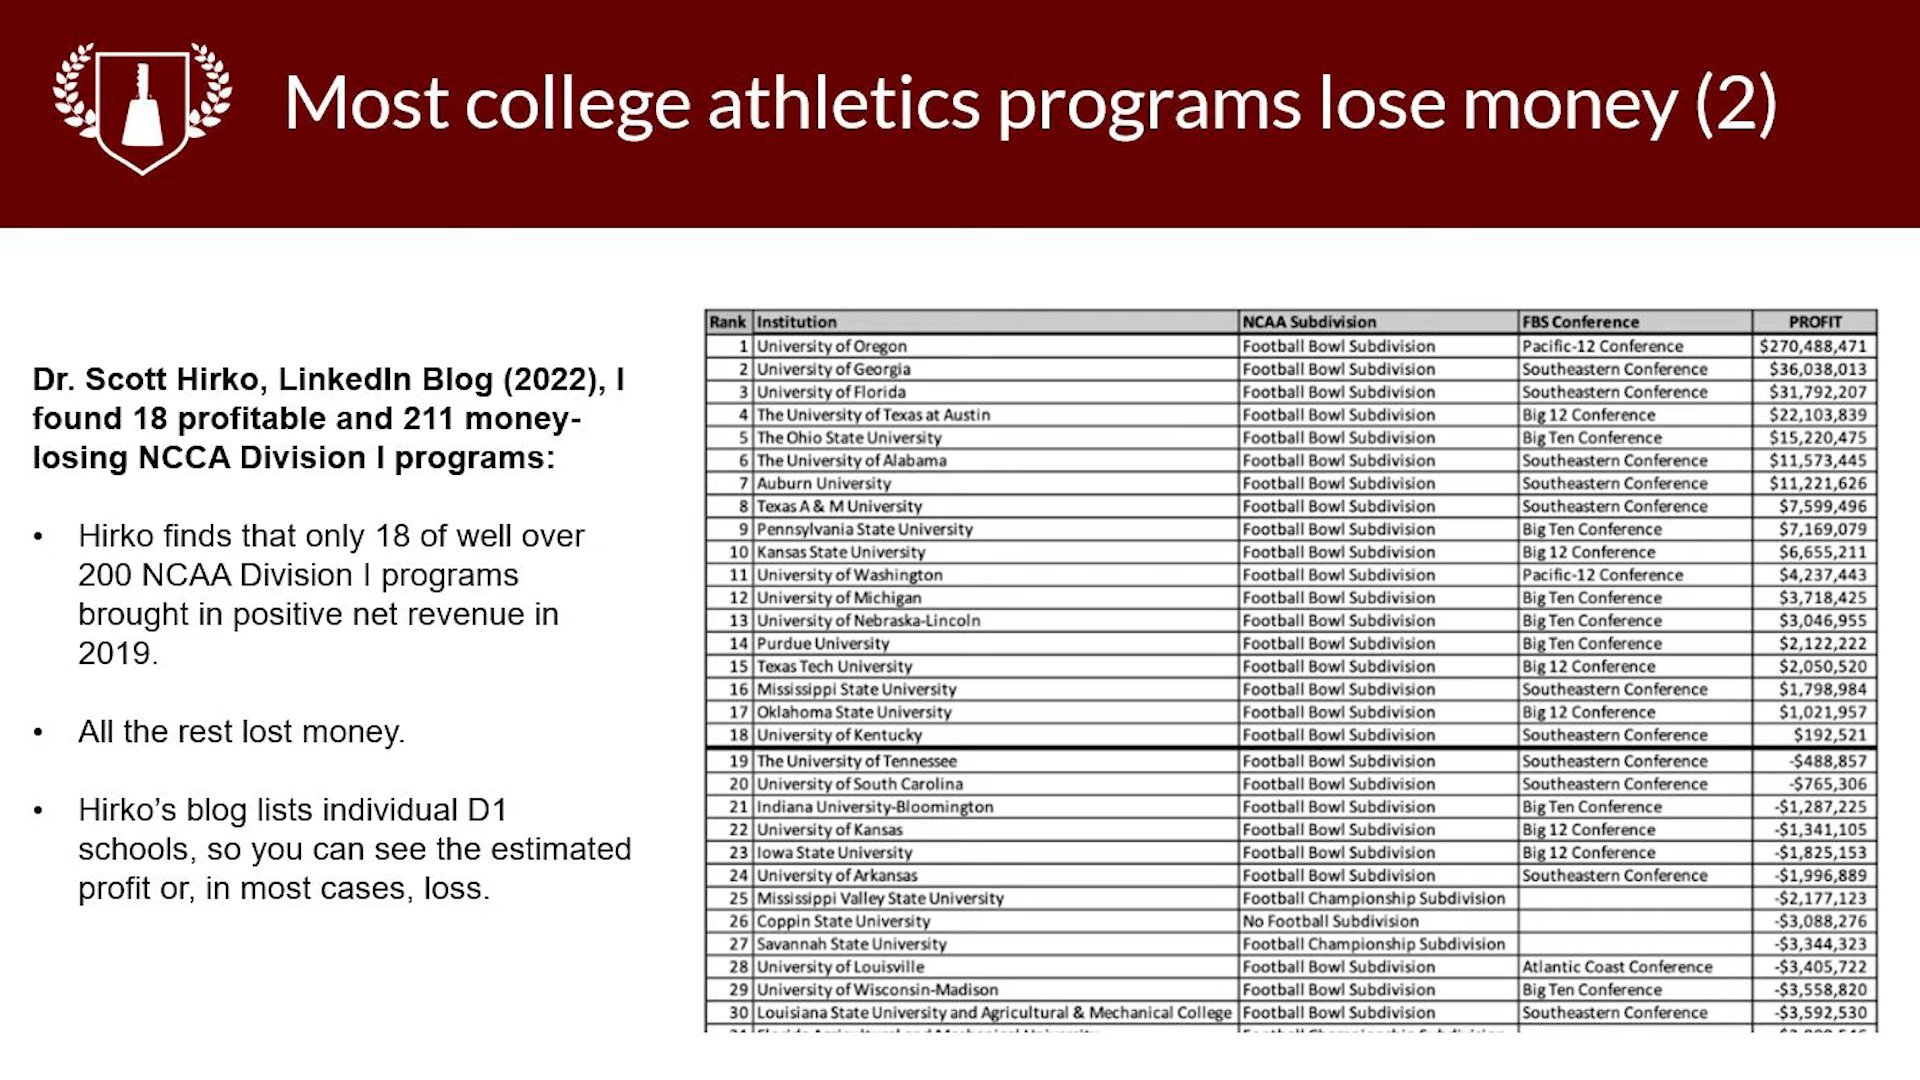 Most college athletics programs lose money (2)
Dr. Scott Hirko, LinkedIn Blog (2022), I
found 18 profitable and 211 money-
losing NCCA Division I programs:
• Hirko finds that only 18 of well over
200 NCAA Division I programs
brought in positive net revenue in
2019.
• All the rest lost money.
• Hirko’s blog lists individual D1
schools, so you can see the estimated
profit or, in most cases, loss.
Rank Institution NCAA Subdivision FBS Conference PROFIT
1 University of Oregon Football Bowl Subdivision Pacific-12 Conference $270,488,471
2 University of Georgia Football Bowl Subdivision Southeastern Conference $36,038,013
3 University of Florida Football Bowl Subdivision Southeastern Conference $31,792,207
4 The University of Texas at Austin Football Bowl Subdivision Big 12 Conference $22,103,839
5 The Ohio State University Football Bowl Subdivision Big Ten Conference $15,220,475
6 The University of Alabama Football Bowl Subdivision Southeastern Conference $11,573,445
7 Auburn University Football Bowl Subdivision Southeastern Conference $11,221,626
8 Texas A & M University Football Bowl Subdivision Southeastern Conference $7,599,496
9 Pennsylvania State University Football Bowl Subdivision Big Ten Conference $7,169,079
10 Kansas State University Football Bowl Subdivision Big 12 Conference $6,655,211
11 University of Washington Football Bowl Subdivision Pacific-12 Conference $4,237,443
12 University of Michigan Football Bowl Subdivision Big Ten Conference $3,718,425
13 University of Nebraska-Lincoln Football Bowl Subdivision Big Ten Conference $3,046,955
14 Purdue University Football Bowl Subdivision Big Ten Conference $2,122,222
15 Texas Tech University Football Bowl Subdivision Big 12 Conference $2,050,520
16 Mississippi State University Football Bowl Subdivision Southeastern Conference $1,798,984
17 Oklahoma State University Football Bowl Subdivision Big 12 Conference $1,021,957
18 University of Kentucky Football Bowl Subdivision Southeastern Conference $192,521
19 The University of Tennessee Football Bowl Subdivision Southeastern Conference -$488,857
20 University of South Carolina Football Bowl Subdivision Southeastern Conference -$765,306
21 Indiana University-Bloomington Football Bowl Subdivision Big Ten Conference -$1,287,225
22 University of Kansas Football Bowl Subdivision Big 12 Conference -$1,341,105
23 Iowa State University Football Bowl Subdivision Big 12 Conference -$1,825,153
24 University of Arkansas Football Bowl Subdivision Southeastern Conference -$1,996,889
25 Mississippi Valley State University Football Championship Subdivision -$2,177,123
26 Coppin State University No Football Subdivision -$3,088,276
27 Savannah State University Football Championship Subdivision -$3,344,323
28 University of Louisville Football Bowl Subdivision Atlantic Coast Conference -$3,405,722
29 University of Wisconsin-Madison Football Bowl Subdivision Big Ten Conference -$3,558,820
30 Louisiana State University and Agricultural & Mechanical College Football Bowl Subdivision Southeastern Conference -$3,592,530